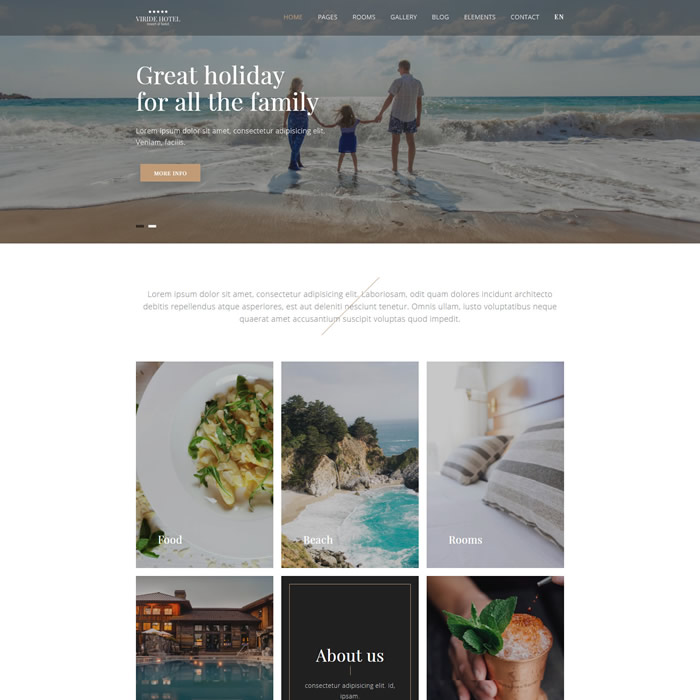 VIRIDE HOTEL
HOME PAGES ROOMS GALLERY BLOG ELEMENTS CONTACT EN
Great holiday
for all the family
Lorem ipsum dolor sit amet, consectetur adipisicing elit.
Veniam, facilis.
MORE INFO
Lorem ipsum dolor sit amet, consectetur adipisicing elit. Laboriosam, odit quam dolores incidunt architecto
debitis repellendus atque asperiores, est aut deleniti nesciunt tenetur. Omnis ullam, iusto voluptatibus neque
quaerat amet accusantium suscipit voluptas quod impedit.
Food
Beach
Rooms
About us
consectetur adipisicing elit. Id,
ipsam.